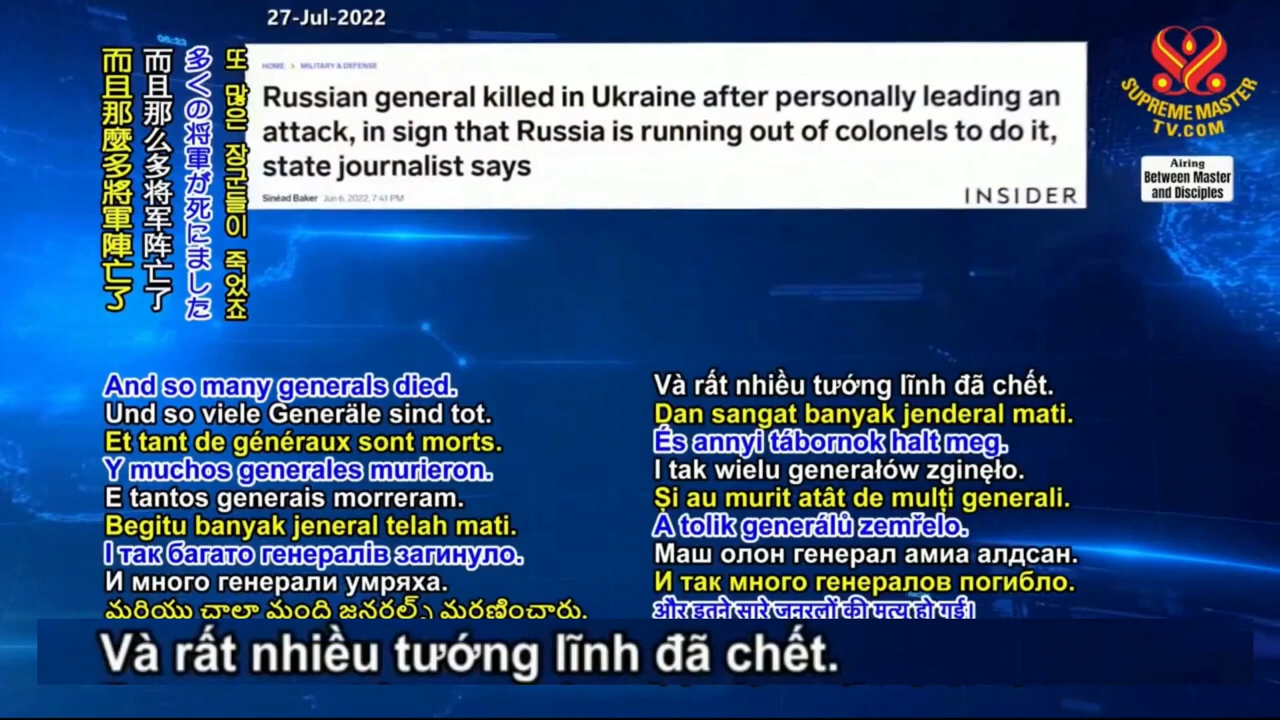 27-Jul-2022
HOME > MILITARY & DEFENSE
Russian general killed in Ukraine after personally leading an
attack, in sign that Russia is running out of colonels to do it,
state journalist says
Sinéad Baker Jun 6, 2022, 7:41 PM
INSIDER
SUPREME MASTER
TV.COM
Airing
Between Master
and Disciples
또 많은 장군들이 죽었죠
多くの将軍が死にました
而且那么多将军阵亡了
而且那麼多將軍陣亡了
And so many generals died.
Und so viele Generäle sind tot.
Et tant de généraux sont morts.
Y muchos generales murieron.
E tantos generais morreram.
Begitu banyak jeneral telah mati.
І так багато генералів загинуло.
И много генерали умряха.
మరియు చాలా మంది జనరల్స్ మరణించారు.
Và rất nhiều tướng lĩnh đã chết.
Dan sangat banyak jenderal mati.
És annyi tábornok halt meg.
I tak wielu generałów zginęło.
Și au murit atât de mulți generali.
A tolik generálů zemřelo.
Маш олон генерал амиа алдсан.
И так много генералов погибло.
और इतने सारे जनरलों की मृत्यु हो गई।
Và rất nhiều tướng lĩnh đã chết.